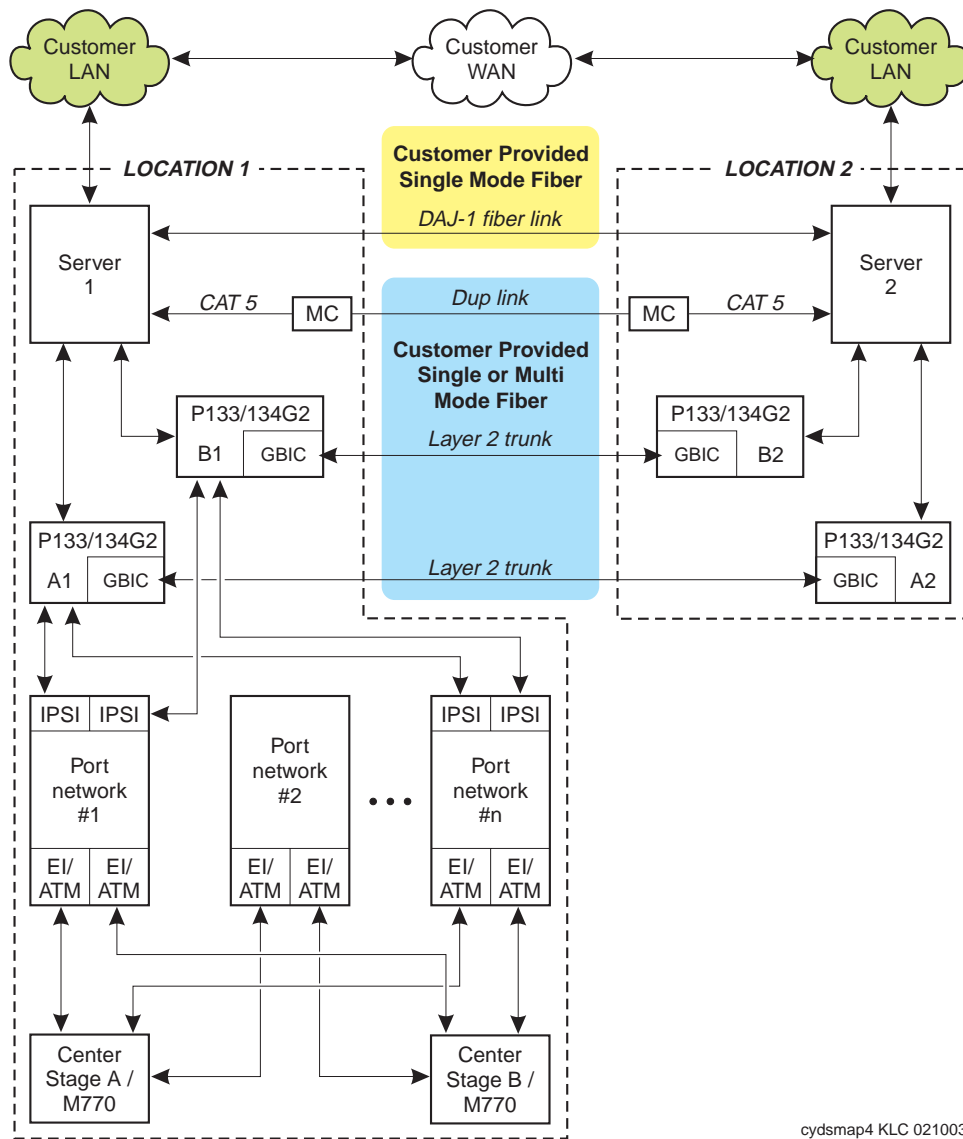 Customer
LAN
Customer
WAN
Customer
LAN
LOCATION 1
Customer Provided
Single Mode Fiber
LOCATION 2
DAJ-1 fiber link
Server
1
Server
2
CAT 5
MC
Dup link
MC
CAT 5
Customer Provided
Single or Multi
Mode Fiber
P133/134G2
B1
GBIC
Layer 2 trunk
P133/134G2
GBIC
B2
P133/134G2
A1
GBIC
Layer 2 trunk
P133/134G2
GBIC
A2
IPSI
IPSI
Port
network
#1
EI/
ATM
EI/
ATM
Port
network
#2
EI/
ATM
EI/
ATM
• • •
IPSI
IPSI
Port
network
#n
EI/
ATM
EI/
ATM
Center
Stage A /
M770
Center
Stage B /
M770
cydsmap4 KLC 021003